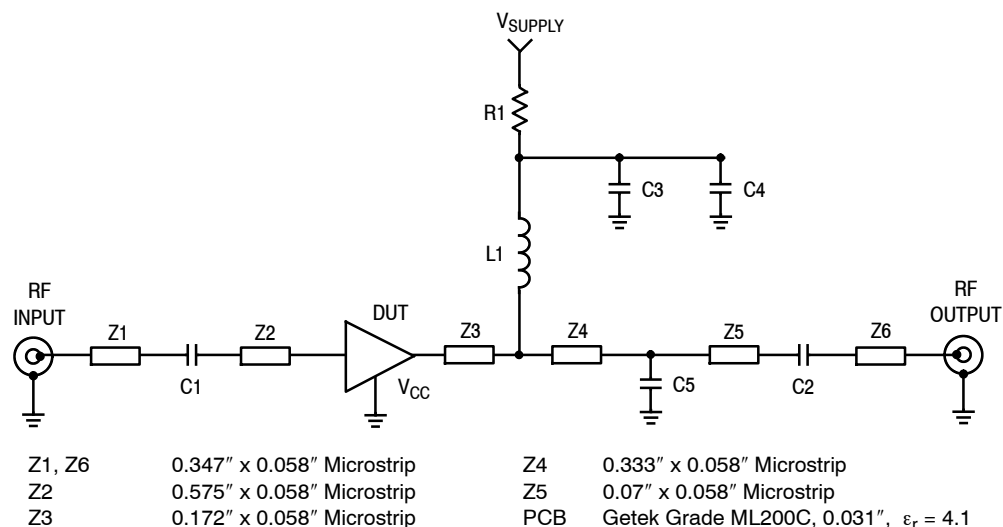 VSUPPLY
R1
C3
C4
L1
RF
INPUT
RF
OUTPUT
DUT
Z1
Z2
Z3
Z4
Z5
Z6
C1
VCC
C5
C2
Z1, Z6 0.347″ x 0.058″ Microstrip
Z2 0.575″ x 0.058″ Microstrip
Z3 0.172″ x 0.058″ Microstrip
Z4 0.333″ x 0.058″ Microstrip
Z5 0.07″ x 0.058″ Microstrip
PCB Getek Grade ML200C, 0.031″, εr = 4.1